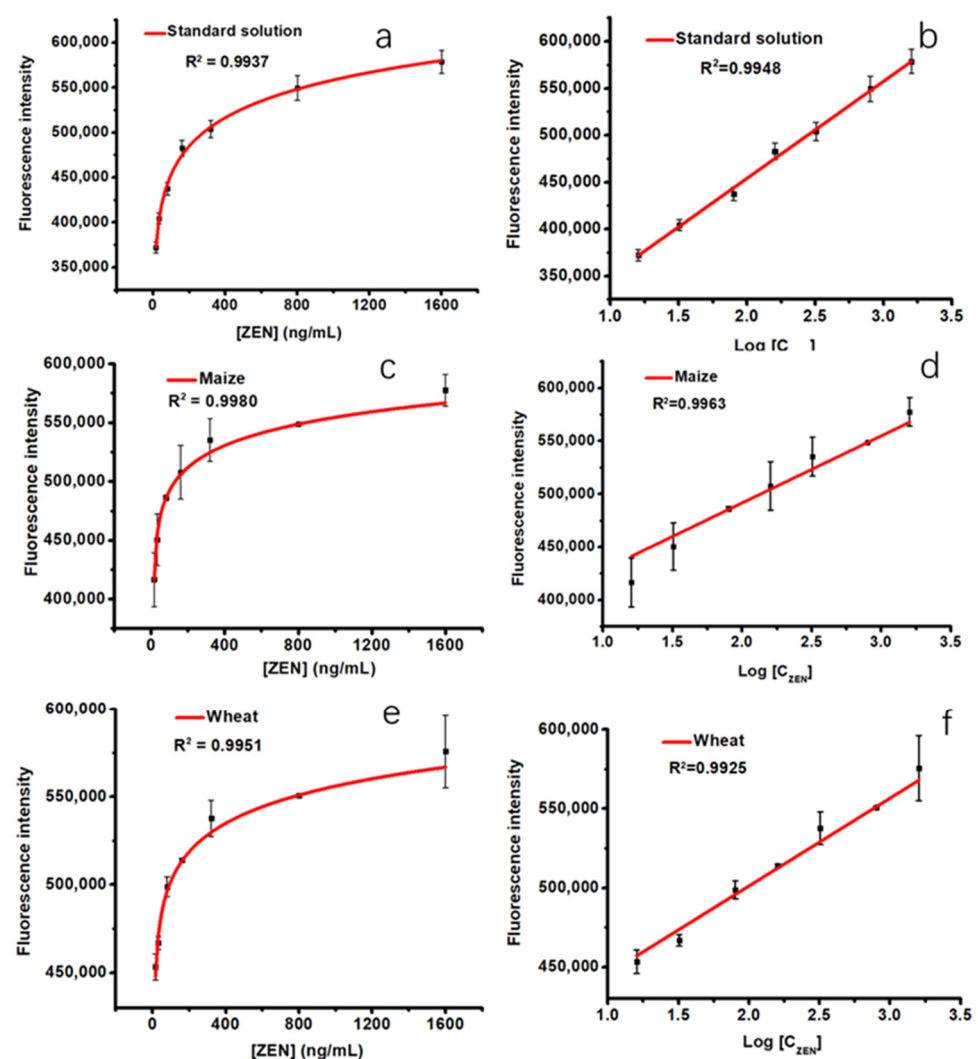 a
Standard solution
R² = 0.9937
600,000
550,000
500,000
450,000
400,000
350,000
Fluorescence intensity
0 400 800 1200 1600
[ZEN] (ng/mL)
b
Standard solution
R²=0.9948
600,000
550,000
500,000
450,000
400,000
350,000
Fluorescence intensity
1.0 1.5 2.0 2.5 3.0 3.5
Log [C
c
Maize
R² = 0.9980
600,000
550,000
500,000
450,000
400,000
Fluorescence intensity
0 400 800 1200 1600
[ZEN] (ng/mL)
d
Maize
R²=0.9963
600,000
550,000
500,000
450,000
400,000
Fluorescence intensity
1.0 1.5 2.0 2.5 3.0 3.5
Log [C_ZEN]
e
Wheat
R² = 0.9951
600,000
550,000
500,000
450,000
Fluorescence intensity
0 400 800 1200 1600
[ZEN] (ng/mL)
f
Wheat
R²=0.9925
600,000
550,000
500,000
450,000
Fluorescence intensity
1.0 1.5 2.0 2.5 3.0 3.5
Log [C_ZEN]